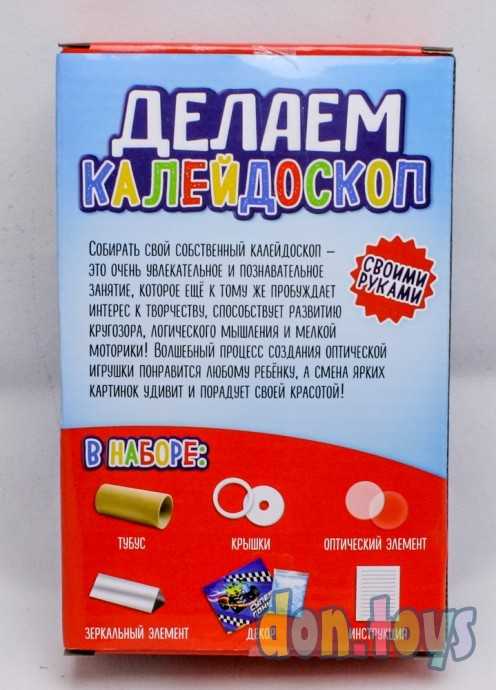 ДЕЛАЕМ
КАЛЕЙДОСКОП
Собирать свой собственный калейдоскоп –
это очень увлекательное и познавательное
занятие, которое ещё к тому же пробуждает
интерес к творчеству, способствует развитию
кругозора, логического мышления и мелкой
моторики! Волшебный процесс создания оптической
игрушки понравится любому ребёнку, а смена ярких
картинок удивит и порадует своей красотой!
СВОИМИ
РУКАМИ
В НАБОРЕ:
ТУБУС
КРЫШКИ
ОПТИЧЕСКИЙ ЭЛЕМЕНТ
ЗЕРКАЛЬНЫЙ ЭЛЕМЕНТ
ДЕКОР
ИНСТРУКЦИЯ
don.toys